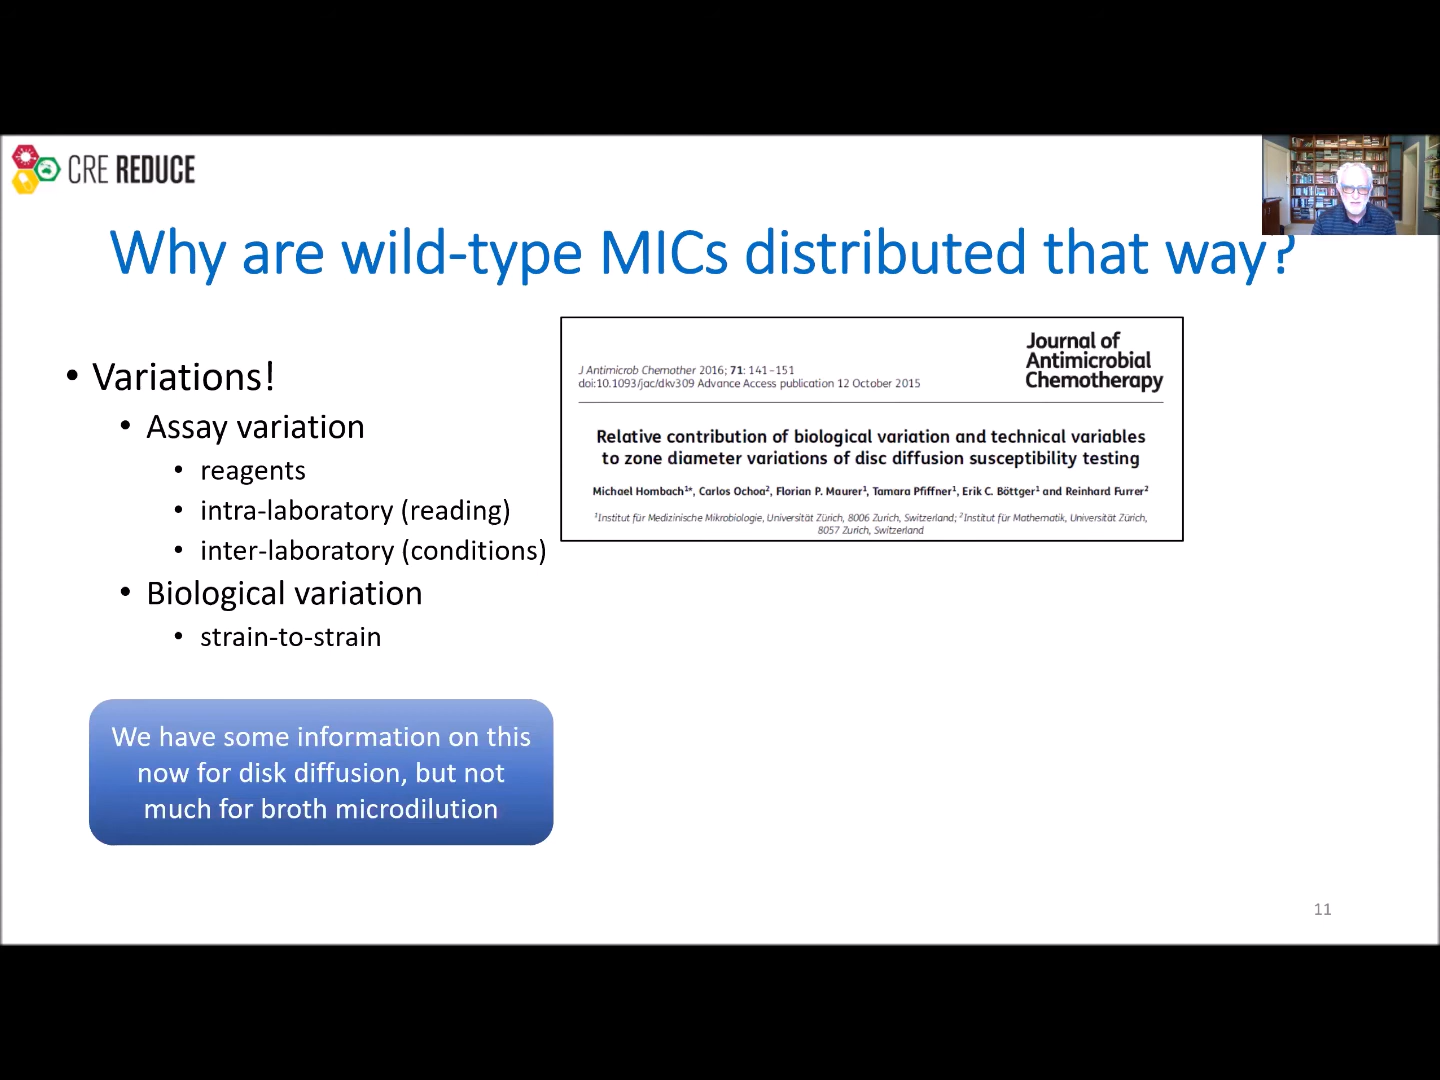 CRE REDUCE
Why are wild-type MICs distributed that way?
• Variations!
• Assay variation
• reagents
• intra-laboratory (reading)
• inter-laboratory (conditions)
• Biological variation
• strain-to-strain
We have some information on this
now for disk diffusion, but not
much for broth microdilution
Journal of
Antimicrobial
Chemotherapy
J Antimicrob Chemother 2016; 71: 141–151
doi:10.1093/jac/dkv309 Advance Access publication 12 October 2015
Relative contribution of biological variation and technical variables
to zone diameter variations of disc diffusion susceptibility testing
Michael Hombach¹*, Carlos Ochoa², Florian P. Maurer¹, Tamara Pfiffner¹, Erik C. Böttger¹ and Reinhard Furrer²
¹Institut für Medizinische Mikrobiologie, Universität Zürich, 8006 Zurich, Switzerland; ²Institut für Mathematik, Universität Zürich,
8057 Zurich, Switzerland
11